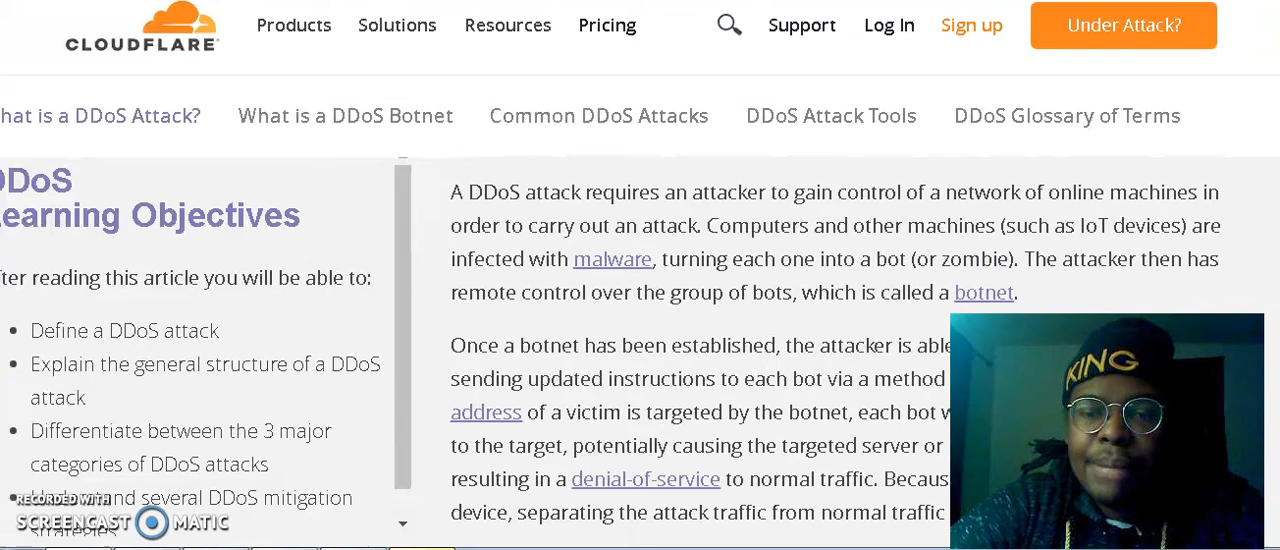 CLOUDFLARE
Products Solutions Resources Pricing Support Log In Sign up Under Attack?
hat is a DDoS Attack? What is a DDoS Botnet Common DDoS Attacks DDoS Attack Tools DDoS Glossary of Terms
DDoS
Learning Objectives
ter reading this article you will be able to:
Define a DDoS attack
Explain the general structure of a DDoS
attack
Differentiate between the 3 major
categories of DDoS attacks
and several DDoS mitigation
strategies
A DDoS attack requires an attacker to gain control of a network of online machines in
order to carry out an attack. Computers and other machines (such as IoT devices) are
infected with malware, turning each one into a bot (or zombie). The attacker then has
remote control over the group of bots, which is called a botnet.
Once a botnet has been established, the attacker is able
sending updated instructions to each bot via a method
address of a victim is targeted by the botnet, each bot w
to the target, potentially causing the targeted server or
resulting in a denial-of-service to normal traffic. Becaus
device, separating the attack traffic from normal traffic
KING
RECORDED WITH
SCREENCAST MATIC